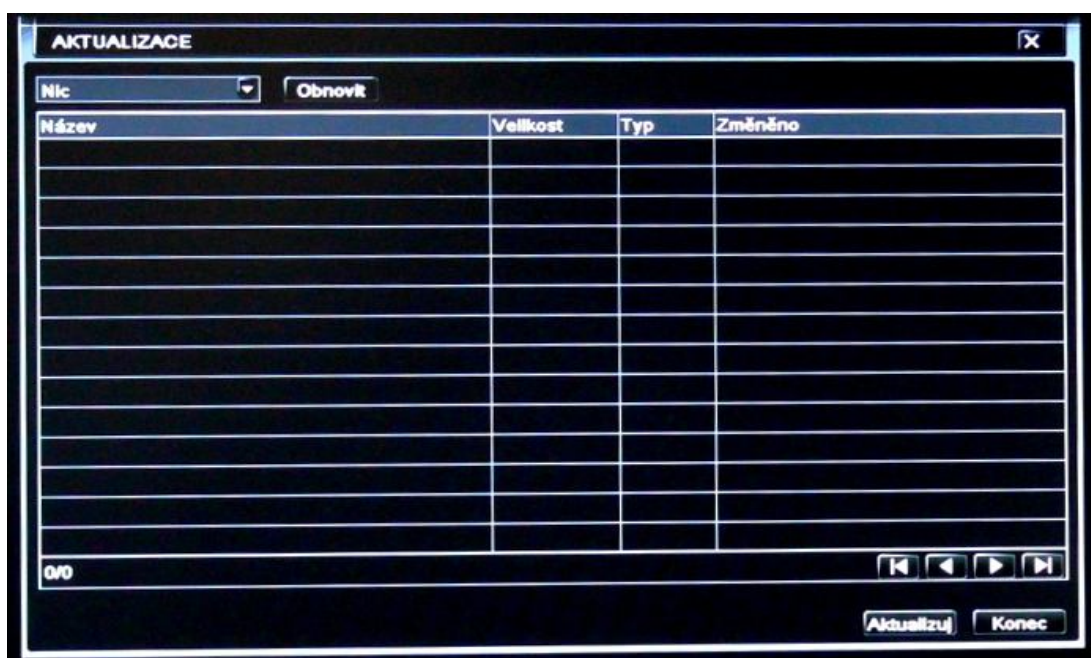 AKTUALIZACE
Nic Obnovit
Název Velikost Typ Změněno
0/0
Aktualizuj Konec